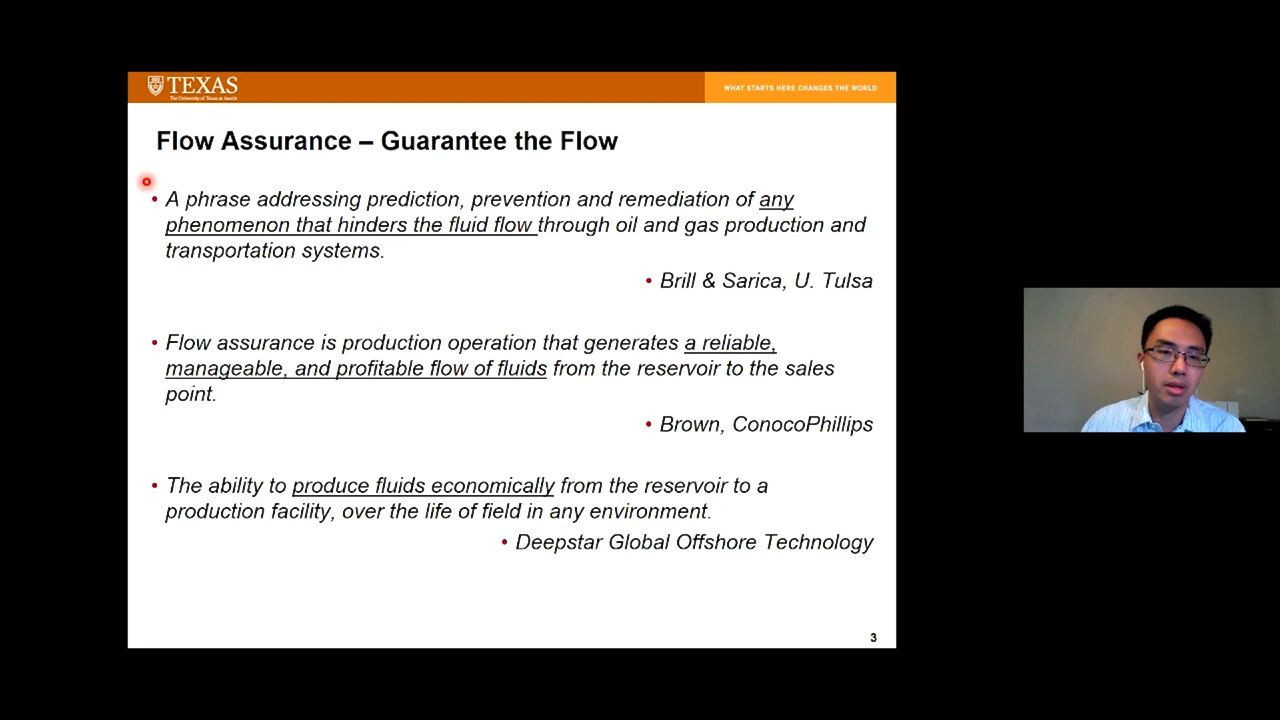 TEXAS
The University of Texas at Austin
WHAT STARTS HERE CHANGES THE WORLD
Flow Assurance – Guarantee the Flow
• A phrase addressing prediction, prevention and remediation of any
phenomenon that hinders the fluid flow through oil and gas production and
transportation systems.
• Brill & Sarica, U. Tulsa
• Flow assurance is production operation that generates a reliable,
manageable, and profitable flow of fluids from the reservoir to the sales
point.
• Brown, ConocoPhillips
• The ability to produce fluids economically from the reservoir to a
production facility, over the life of field in any environment.
• Deepstar Global Offshore Technology
3